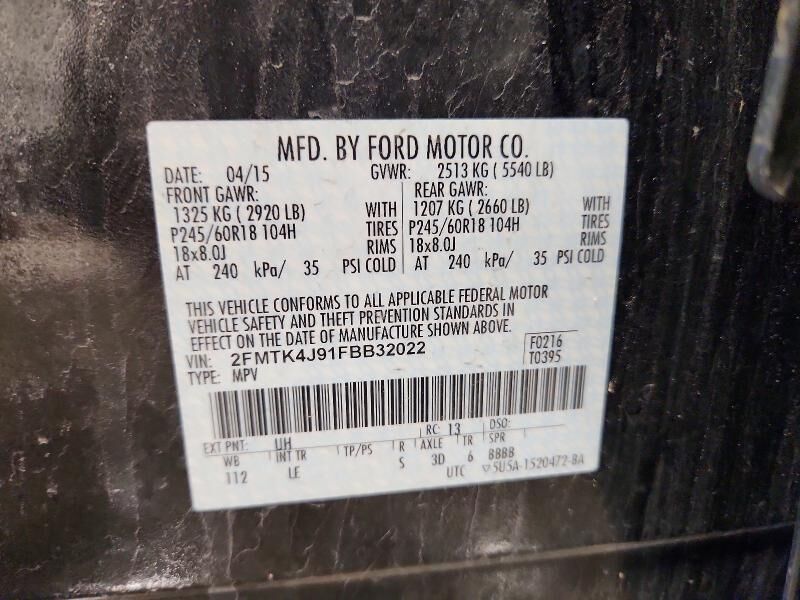 MFD. BY FORD MOTOR CO.
DATE: 04/15 GVWR: 2513 KG ( 5540 LB)
FRONT GAWR: REAR GAWR:
1325 KG ( 2920 LB) WITH 1207 KG ( 2660 LB) WITH
P245/60R18 104H TIRES P245/60R18 104H TIRES
18x8.0J RIMS 18x8.0J RIMS
AT 240 kPa/ 35 PSI COLD AT 240 kPa/ 35 PSI COLD
THIS VEHICLE CONFORMS TO ALL APPLICABLE FEDERAL MOTOR
VEHICLE SAFETY AND THEFT PREVENTION STANDARDS IN
EFFECT ON THE DATE OF MANUFACTURE SHOWN ABOVE.
VIN: 2FMTK4J91FBB32022 F0216
TYPE: MPV T0395
EXT PNT: UH RC: 13 DSO:
WB INT TR TP/PS R AXLE TR SPR
112 LE S 3D 6 BBBB
UTC ▽5U5A-1520472-BA